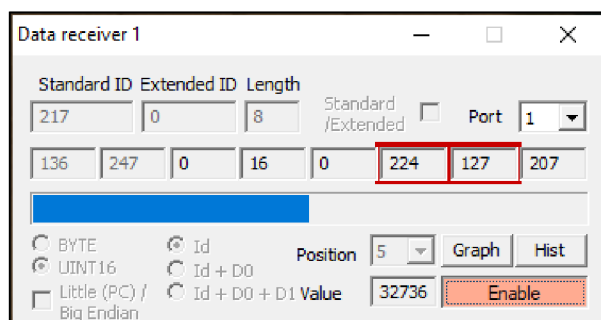 Data receiver 1
Standard ID Extended ID Length
217 0 8 Standard /Extended Port 1
136 247 0 16 0 224 127 207
BYTE Id Position 5 Graph Hist
UINT16 Id + D0
Little (PC) / Big Endian Id + D0 + D1 Value 32736 Enable